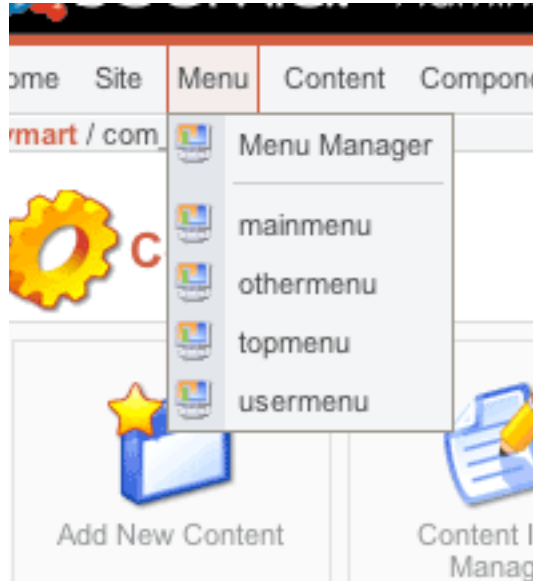 ome Site Menu Content Compon
ymart / com_
Menu Manager
mainmenu
othermenu
topmenu
usermenu
C
Add New Content
Content I
Manag